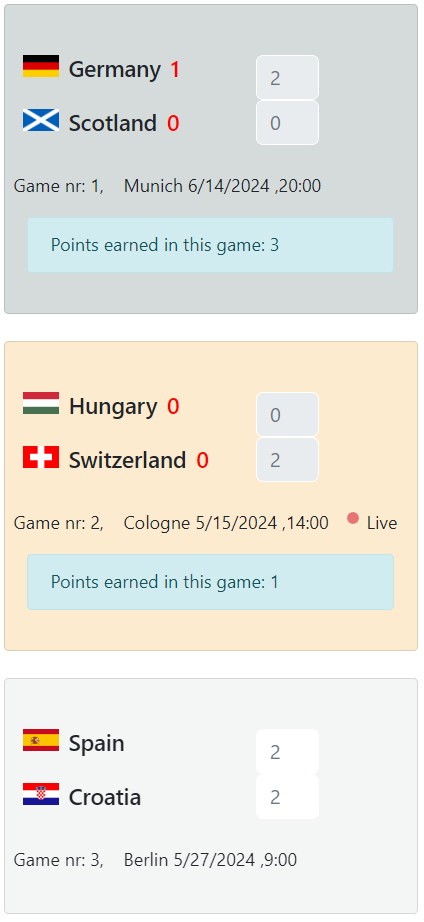 Germany 1 2
Scotland 0 0
Game nr: 1, Munich 6/14/2024 ,20:00
Points earned in this game: 3
Hungary 0 0
Switzerland 0 2
Game nr: 2, Cologne 5/15/2024 ,14:00 Live
Points earned in this game: 1
Spain 2
Croatia 2
Game nr: 3, Berlin 5/27/2024 ,9:00